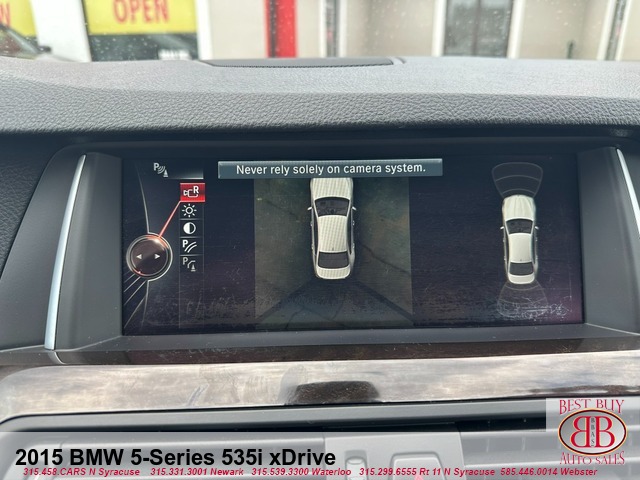 OPEN
OPEN
Never rely solely on camera system.
P
R
P
P
BEST BUY
BB
AUTO SALES
2015 BMW 5-Series 535i xDrive
315.458.CARS N Syracuse 315.331.3001 Newark 315.539.3300 Waterloo 315.299.6555 Rt 11 N Syracuse 585.446.0014 Webster